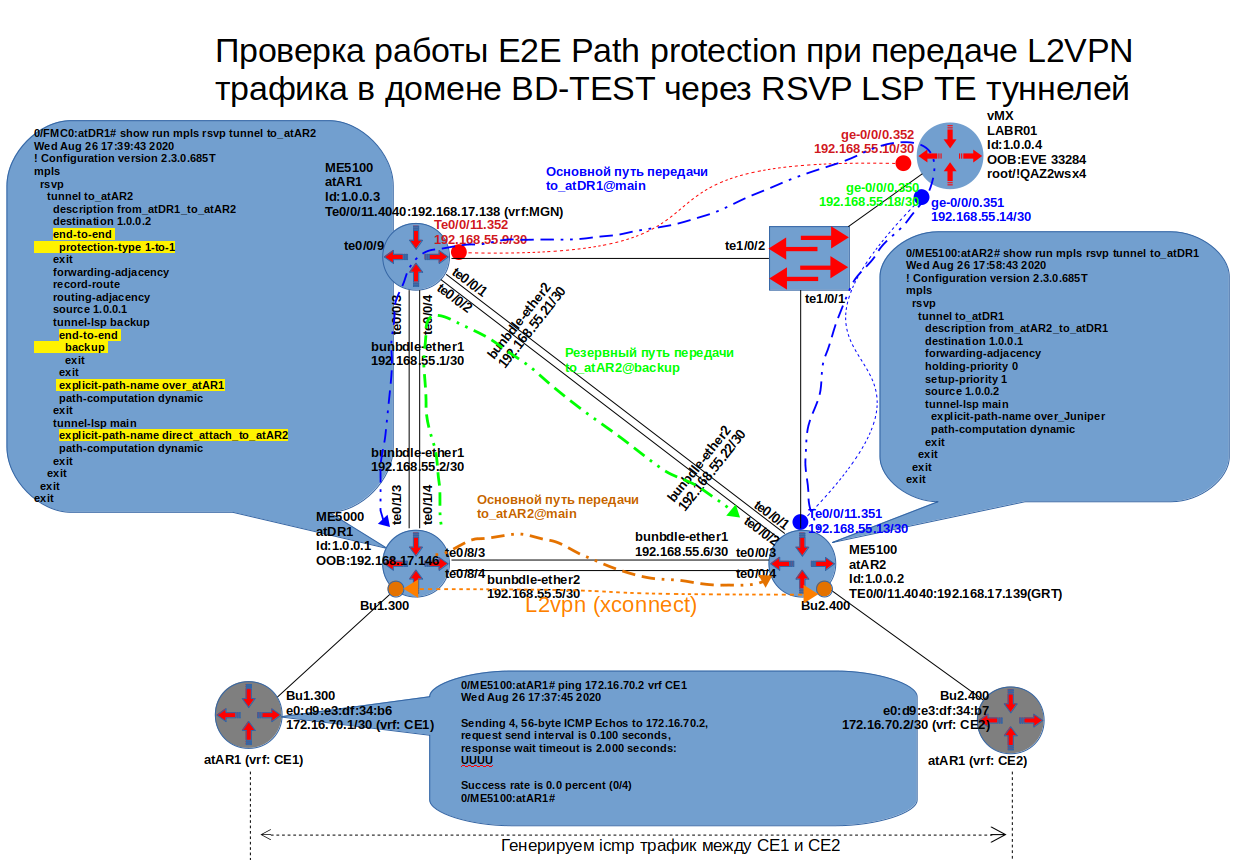 Проверка работы E2E Path protection при передаче L2VPN
трафика в домене BD-TEST через RSVP LSP TE туннелей
0/FMC0:atDR1# show run mpls rsvp tunnel to_atAR2
Wed Aug 26 17:39:43 2020
! Configuration version 2.3.0.685T
mpls
rsvp
tunnel to_atAR2
description from_atDR1_to_atAR2
destination 1.0.0.2
end-to-end
protection-type 1-to-1
exit
forwarding-adjacency
record-route
routing-adjacency
source 1.0.0.1
tunnel-lsp backup
end-to-end
backup
exit
exit
explicit-path-name over_atAR1
path-computation dynamic
exit
tunnel-lsp main
explicit-path-name direct_attach_to_atAR2
path-computation dynamic
exit
exit
exit
exit
ME5100
atAR1
Id:1.0.0.3
Te0/0/11.4040:192.168.17.138 (vrf:MGN)
Te0/0/11.352
192.168.55.9/30
te0/0/9
Основной путь передачи
to_atDR1@main
ge-0/0/0.352
192.168.55.10/30
ge-0/0/0.350
192.168.55.18/30
vMX
LABR01
Id:1.0.0.4
OOB:EVE 33284
root/!QAZ2wsx4
ge-0/0/0.351
192.168.55.14/30
te1/0/2
te1/0/1
te0/0/1
te0/0/2
te0/0/3
te0/0/4
bunbdle-ether2
192.168.55.21/30
bunbdle-ether1
192.168.55.1/30
Резервный путь передачи
to_atAR2@backup
bunbdle-ether1
192.168.55.2/30
bunbdle-ether2
192.168.55.22/30
te0/1/3
te0/1/4
te0/0/1
te0/0/2
0/ME5100:atAR2# show run mpls rsvp tunnel to_atDR1
Wed Aug 26 17:58:43 2020
! Configuration version 2.3.0.685T
mpls
rsvp
tunnel to_atDR1
description from_atAR2_to_atDR1
destination 1.0.0.1
forwarding-adjacency
holding-priority 0
setup-priority 1
source 1.0.0.2
tunnel-lsp main
explicit-path-name over_Juniper
path-computation dynamic
exit
exit
exit
exit
Основной путь передачи
to_atAR2@main
Te0/0/11.351
192.168.55.13/30
ME5000
atDR1
Id:1.0.0.1
OOB:192.168.17.146
te0/8/3
te0/8/4
bunbdle-ether1
192.168.55.6/30
te0/0/3
te0/0/4
bunbdle-ether2
192.168.55.5/30
ME5100
atAR2
Id:1.0.0.2
TE0/0/11.4040:192.168.17.139(GRT)
Bu1.300
L2vpn (xconnect)
Bu2.400
Bu1.300
e0:d9:e3:df:34:b6
172.16.70.1/30 (vrf: CE1)
atAR1 (vrf: CE1)
0/ME5100:atAR1# ping 172.16.70.2 vrf CE1
Wed Aug 26 17:37:45 2020
Sending 4, 56-byte ICMP Echos to 172.16.70.2,
request send interval is 0.100 seconds,
response wait timeout is 2.000 seconds:
UUUU
Success rate is 0.0 percent (0/4)
0/ME5100:atAR1#
Bu2.400
e0:d9:e3:df:34:b7
172.16.70.2/30 (vrf: CE2)
atAR1 (vrf: CE2)
Генерируем icmp трафик между CE1 и CE2